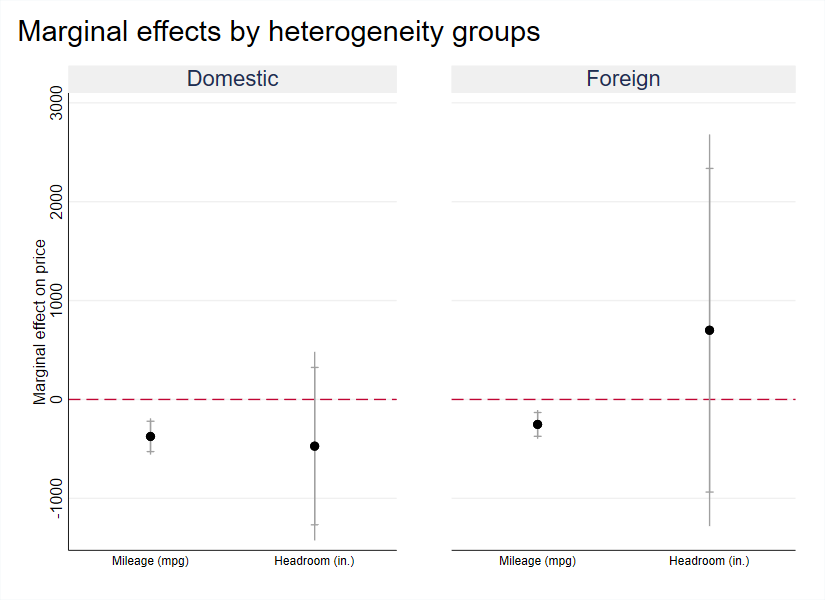 Marginal effects by heterogeneity groups
Domestic
Foreign
Marginal effect on price
3000
2000
1000
0
-1000
Mileage (mpg)
Headroom (in.)
Mileage (mpg)
Headroom (in.)